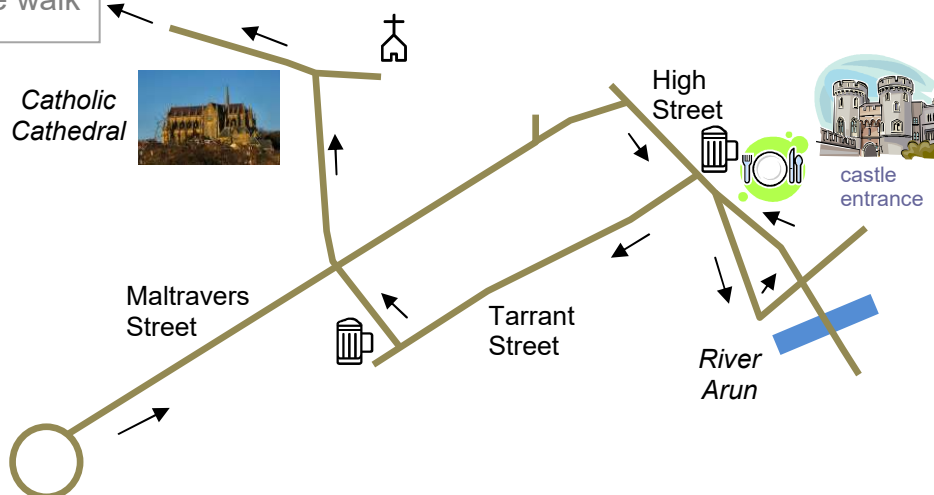 e walk
Catholic
Cathedral
High
Street
castle
entrance
Maltravers
Street
Tarrant
Street
River
Arun